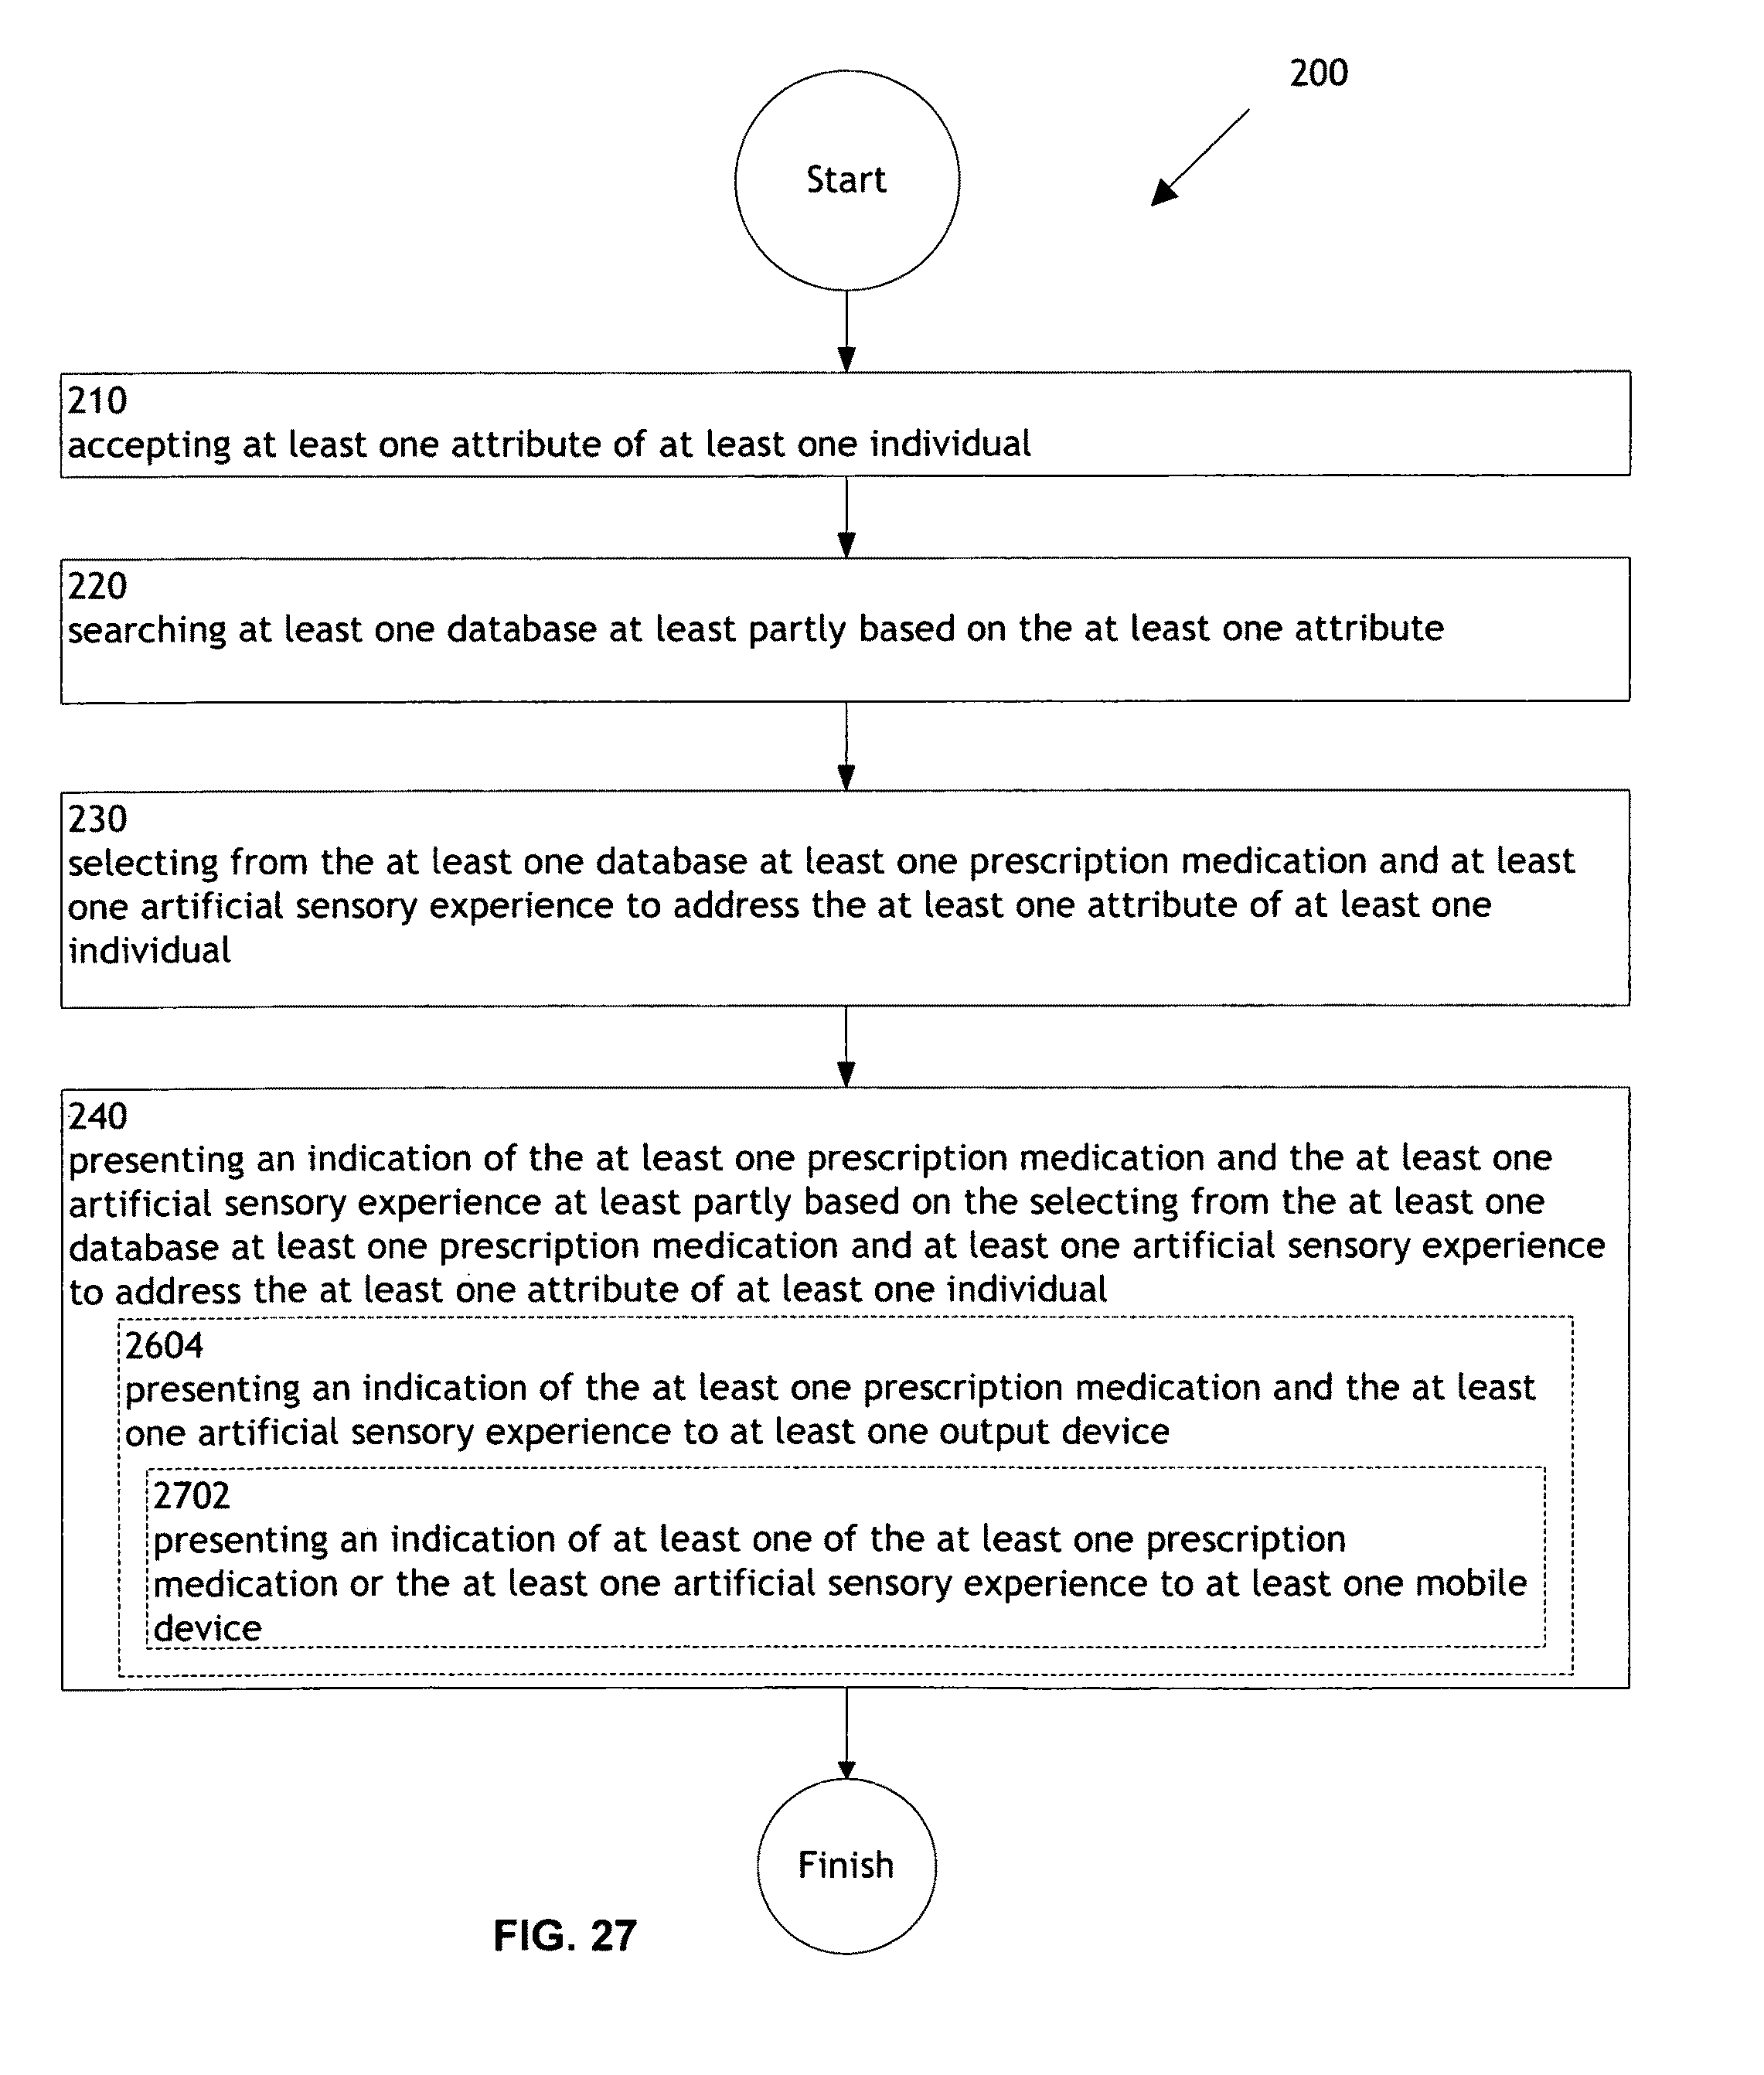 200
Start
210
accepting at least one attribute of at least one individual
220
searching at least one database at least partly based on the at least one attribute
230
selecting from the at least one database at least one prescription medication and at least
one artificial sensory experience to address the at least one attribute of at least one
individual
240
presenting an indication of the at least one prescription medication and the at least one
artificial sensory experience at least partly based on the selecting from the at least one
database at least one prescription medication and at least one artificial sensory experience
to address the at least one attribute of at least one individual
2604
presenting an indication of the at least one prescription medication and the at least
one artificial sensory experience to at least one output device
2702
presenting an indication of at least one of the at least one prescription
medication or the at least one artificial sensory experience to at least one mobile
device
Finish
FIG. 27